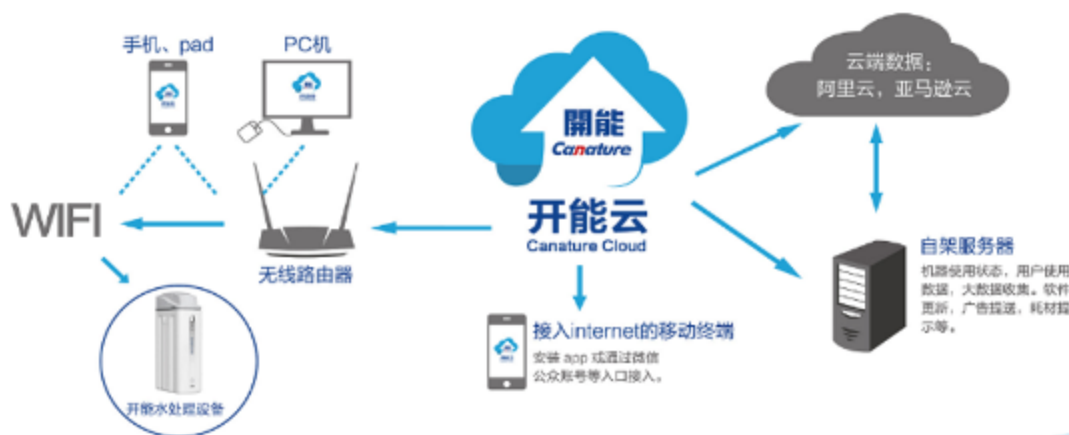 手机、pad
PC机
云端数据：
阿里云，亚马逊云
開能
Canature
WIFI
开能云
Canature Cloud
无线路由器
自架服务器
机器使用状态，用户使用
数据，大数据收集。软件
更新，广告推送，耗材提
示等。
接入internet的移动终端
安装 app 或通过微信
公众账号等入口接入。
开能水处理设备